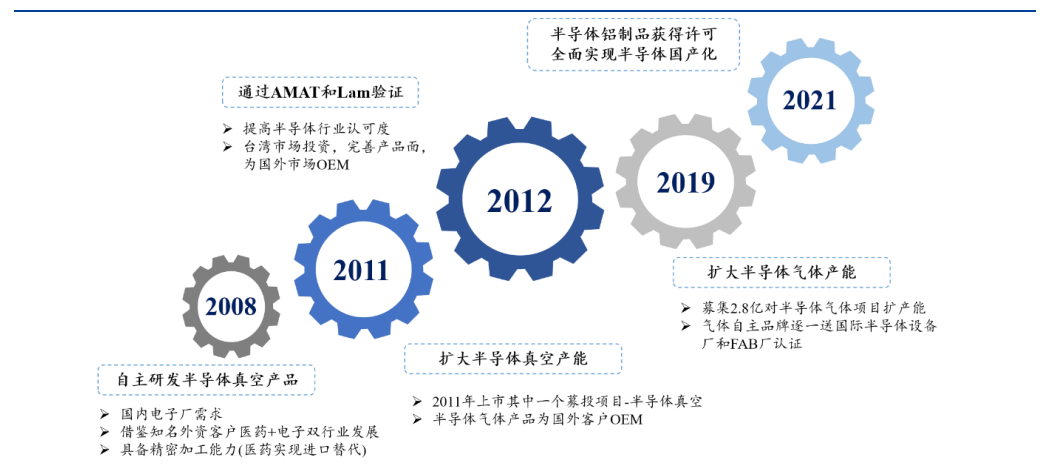 半导体铝制品获得许可
全面实现半导体国产化
2021
通过AMAT和Lam验证
➢ 提高半导体行业认可度
➢ 台湾市场投资，完善产品面，
为国外市场OEM
2012
2019
2011
2008
扩大半导体气体产能
➢ 募集2.8亿对半导体气体项目扩产能
➢ 气体自主品牌逐一送国际半导体设备
厂和FAB厂认证
扩大半导体真空产能
➢ 2011年上市其中一个募投项目-半导体真空
➢ 半导体气体产品为国外客户OEM
自主研发半导体真空产品
➢ 国内电子厂需求
➢ 借鉴知名外资客户医药+电子双行业发展
➢ 具备精密加工能力(医药实现进口替代)